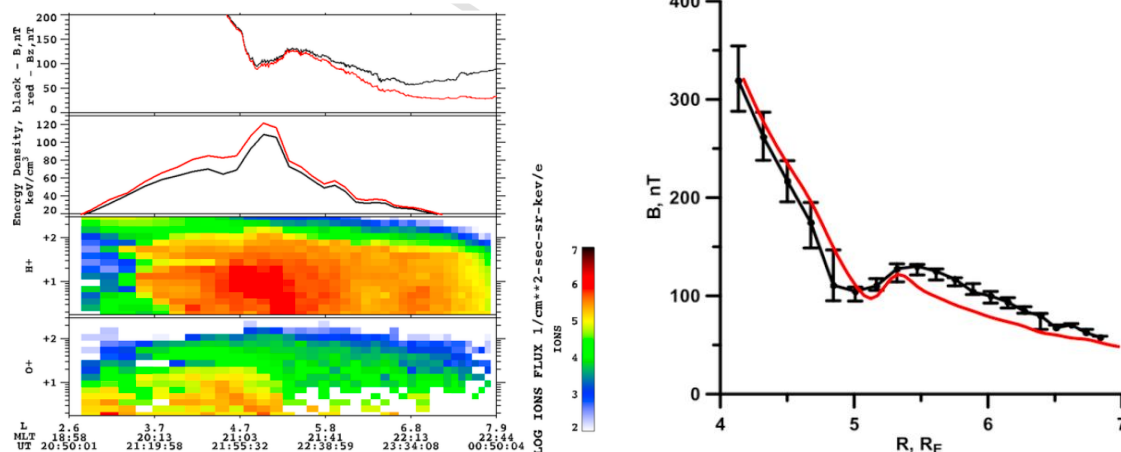 black - B,nT
red - Bz,nT
200
150
100
50
0
Energy Density,
keV/cm³
120
100
80
60
40
20
H+
+2
+1
O+
+2
+1
L 2.6 3.7 4.7 5.8 6.8 7.9
MLT 18:58 20:13 21:03 21:41 22:13 22:44
UT 20:50:01 21:19:58 21:55:32 22:38:59 23:34:08 00:50:04
LOG IONS FLUX 1/cm**2-sec-sr-kev/e
IONS
7
6
5
4
3
2
400
300
200
100
0
B, nT
4 5 6 7
R, RE